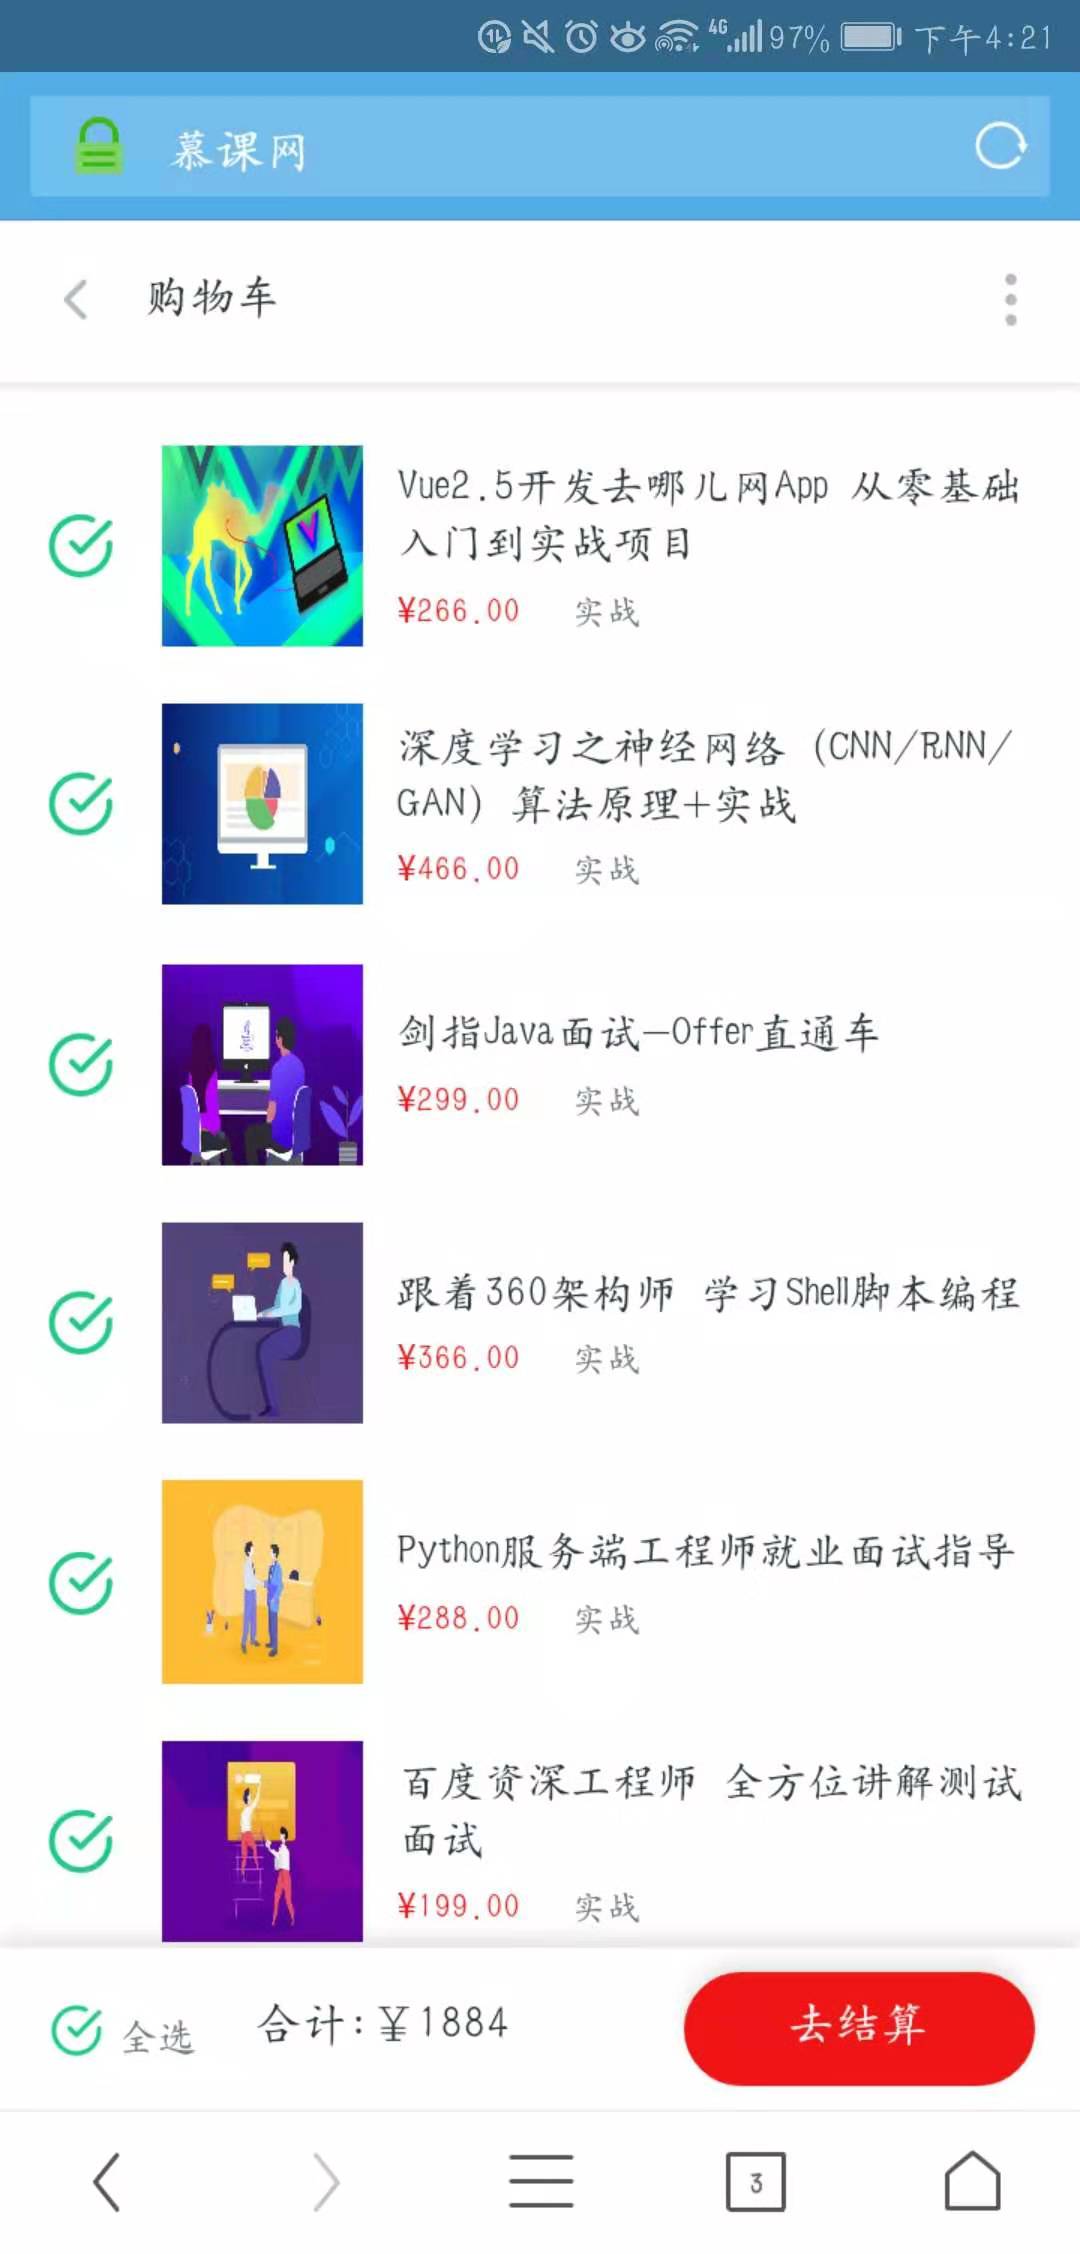 4G 97% 下午4:21
慕课网
购物车
Vue2.5开发去哪儿网App 从零基础
入门到实战项目
¥266.00 实战
深度学习之神经网络（CNN/RNN/
GAN）算法原理+实战
¥466.00 实战
剑指Java面试-Offer直通车
¥299.00 实战
跟着360架构师 学习Shell脚本编程
¥366.00 实战
Python服务端工程师就业面试指导
¥288.00 实战
百度资深工程师 全方位讲解测试
面试
¥199.00 实战
全选 合计:￥1884 去结算
3